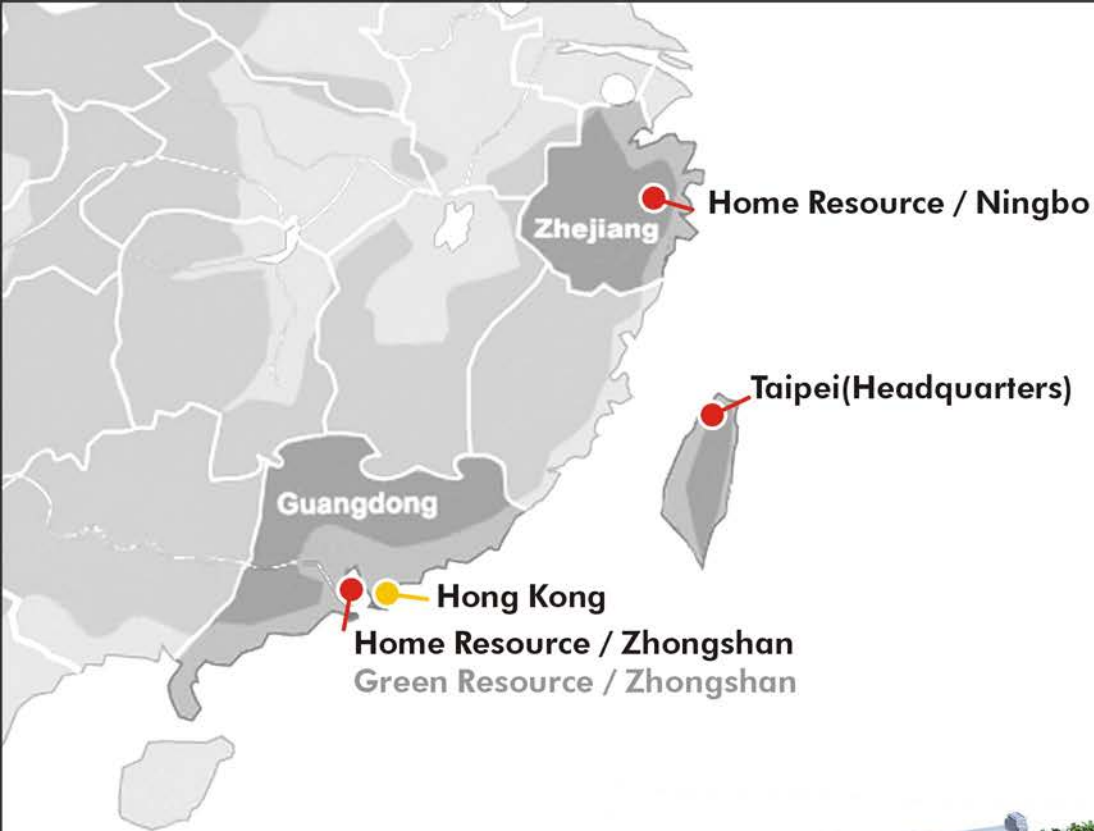 Home Resource / Ningbo
Zhejiang
Taipei(Headquarters)
Guangdong
Hong Kong
Home Resource / Zhongshan
Green Resource / Zhongshan